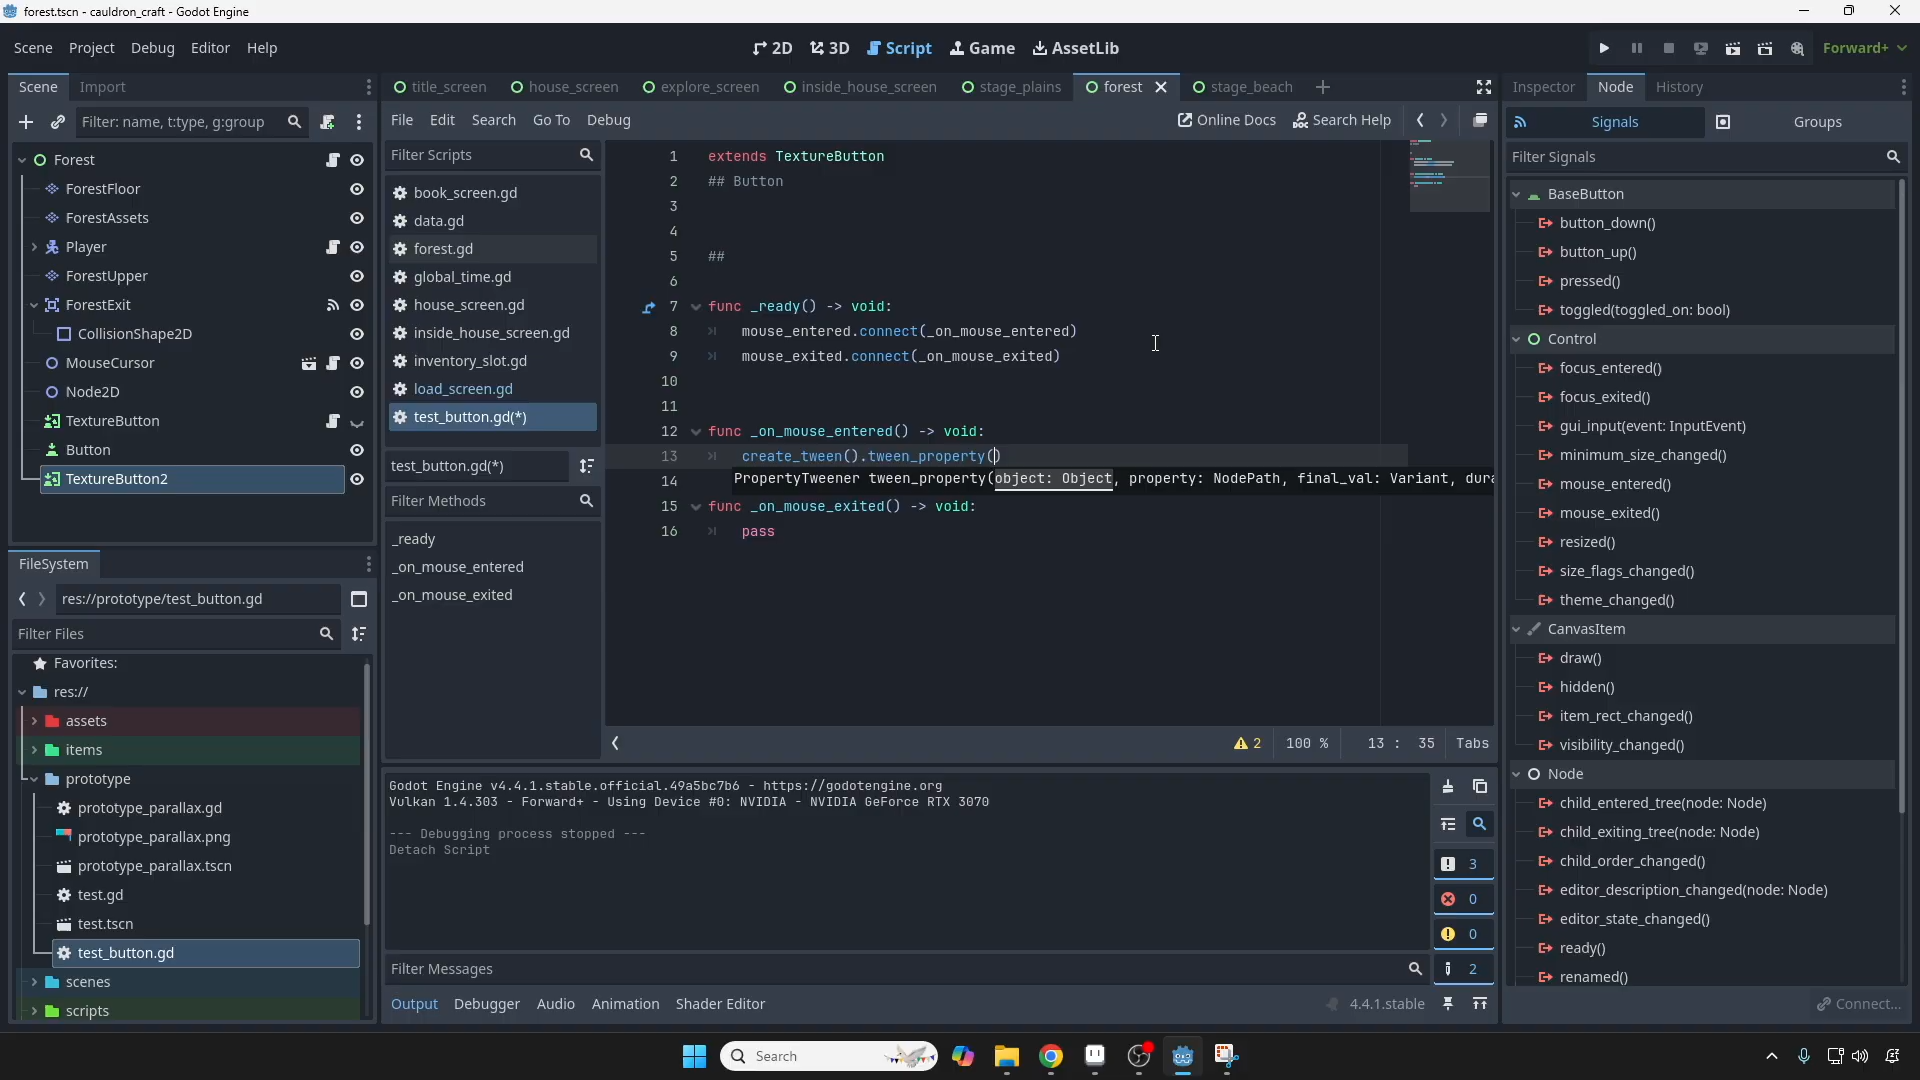 forest.tscn - cauldron_craft - Godot Engine
Scene Project Debug Editor Help
2D 3D Script Game AssetLib
Forward+
Scene Import
Filter: name, t:type, g:group
Forest
ForestFloor
ForestAssets
Player
ForestUpper
ForestExit
CollisionShape2D
MouseCursor
Node2D
TextureButton
Button
TextureButton2
FileSystem
res://prototype/test_button.gd
Filter Files
Favorites:
res://
assets
items
prototype
prototype_parallax.gd
prototype_parallax.png
prototype_parallax.tscn
test.gd
test.tscn
test_button.gd
scenes
scripts
title_screen house_screen explore_screen inside_house_screen stage_plains forest stage_beach
File Edit Search Go To Debug
Online Docs Search Help
Filter Scripts
book_screen.gd
data.gd
forest.gd
global_time.gd
house_screen.gd
inside_house_screen.gd
inventory_slot.gd
load_screen.gd
test_button.gd(*)
test_button.gd(*)
Filter Methods
_ready
_on_mouse_entered
_on_mouse_exited
1 extends TextureButton
2 ## Button
3
4
5 ##
6
7 func _ready() -> void:
8 mouse_entered.connect(_on_mouse_entered)
9 mouse_exited.connect(_on_mouse_exited)
10
11
12 func _on_mouse_entered() -> void:
13 create_tween().tween_property()
14 PropertyTweener tween_property(object: Object, property: NodePath, final_val: Variant, dura
15 func _on_mouse_exited() -> void:
16 pass
2 100 % 13 : 35 Tabs
Godot Engine v4.4.1.stable.official.49a5bc7b6 - https://godotengine.org
Vulkan 1.4.303 - Forward+ - Using Device #0: NVIDIA - NVIDIA GeForce RTX 3070
--- Debugging process stopped ---
Detach Script
3
0
0
2
Filter Messages
Output Debugger Audio Animation Shader Editor
4.4.1.stable
Inspector Node History
Signals Groups
Filter Signals
BaseButton
button_down()
button_up()
pressed()
toggled(toggled_on: bool)
Control
focus_entered()
focus_exited()
gui_input(event: InputEvent)
minimum_size_changed()
mouse_entered()
mouse_exited()
resized()
size_flags_changed()
theme_changed()
CanvasItem
draw()
hidden()
item_rect_changed()
visibility_changed()
Node
child_entered_tree(node: Node)
child_exiting_tree(node: Node)
child_order_changed()
editor_description_changed(node: Node)
editor_state_changed()
ready()
renamed()
Connect...
Search